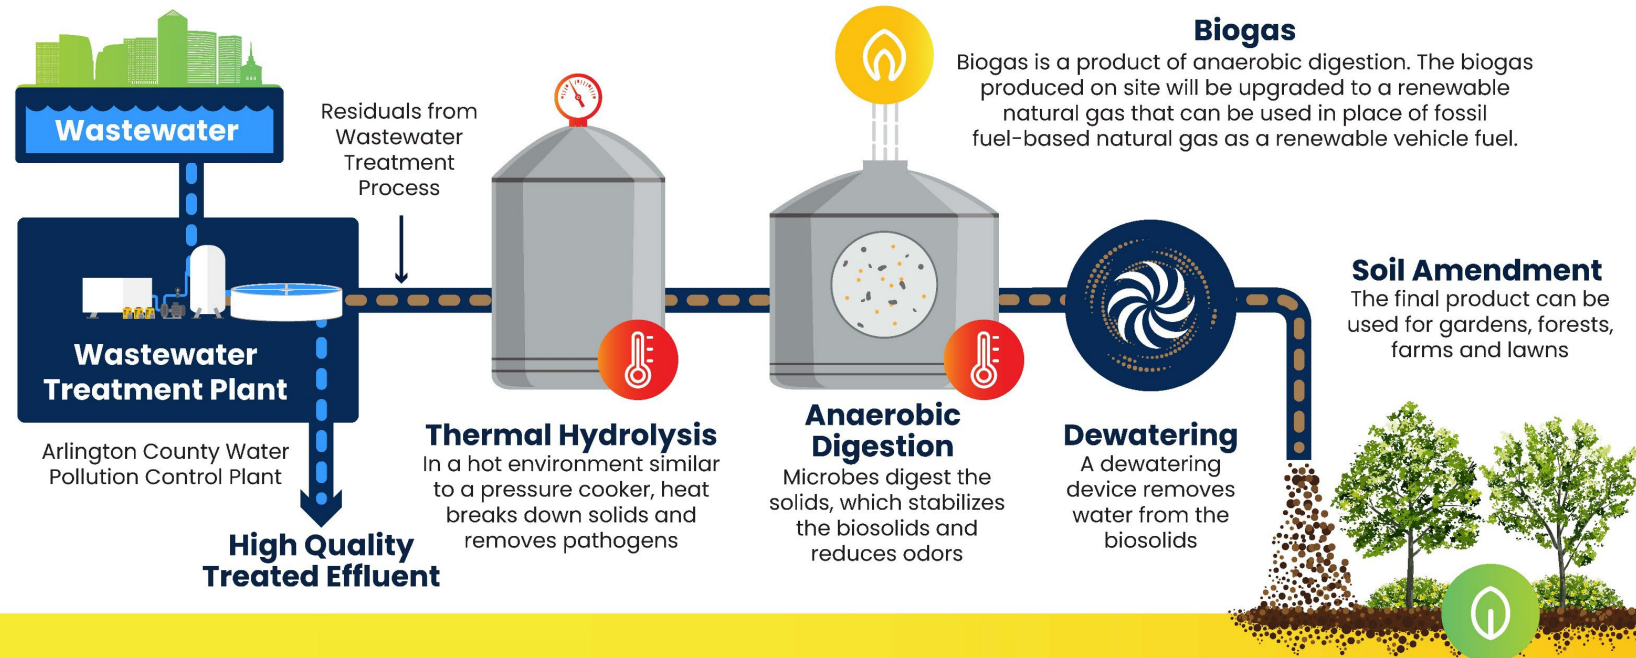 Wastewater
Wastewater
Treatment Plant
Arlington County Water
Pollution Control Plant
High Quality
Treated Effluent
Residuals from
Wastewater
Treatment
Process
Thermal Hydrolysis
In a hot environment similar
to a pressure cooker, heat
breaks down solids and
removes pathogens
Anaerobic
Digestion
Microbes digest the
solids, which stabilizes
the biosolids and
reduces odors
Biogas
Biogas is a product of anaerobic digestion. The biogas
produced on site will be upgraded to a renewable
natural gas that can be used in place of fossil
fuel-based natural gas as a renewable vehicle fuel.
Dewatering
A dewatering
device removes
water from the
biosolids
Soil Amendment
The final product can be
used for gardens, forests,
farms and lawns